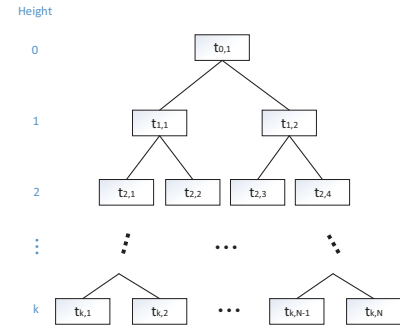 Height
0 t0,1
1 t1,1 t1,2
2 t2,1 t2,2 t2,3 t2,4
⋮ ⋯ ⋯ ⋯
k tk,1 tk,2 ⋯ tk,N-1 tk,N